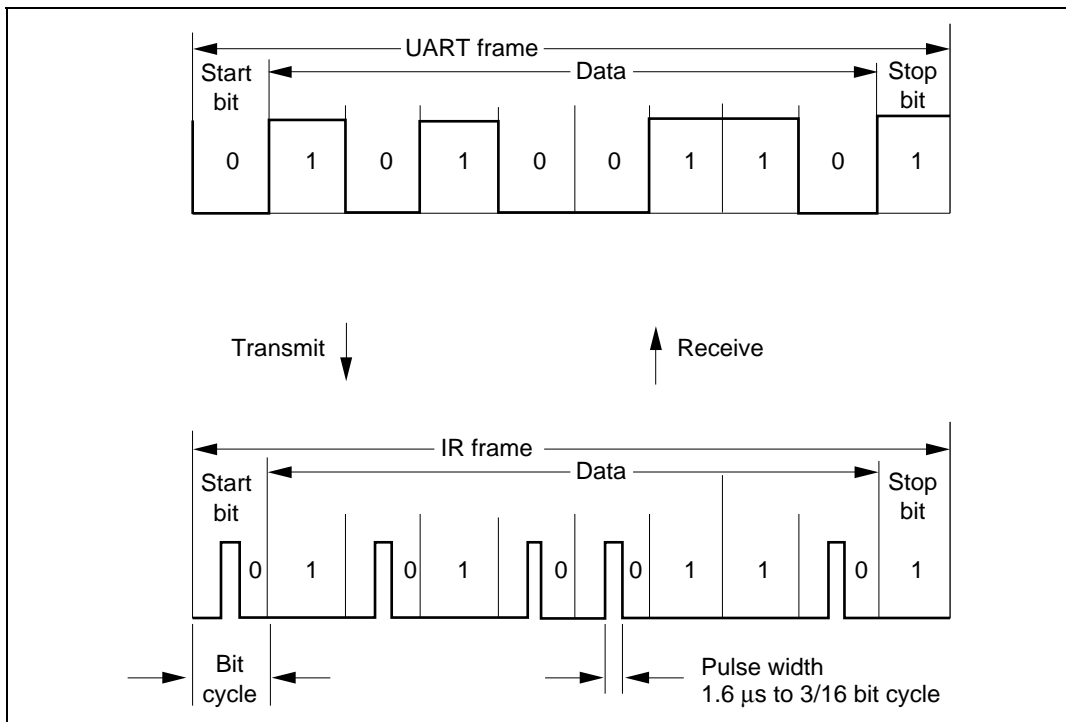 UART frame
Start bit
Data
Stop bit
0 1 0 1 0 0 1 1 0 1
Transmit
Receive
IR frame
Start bit
Data
Stop bit
0 1 0 1 0 0 1 1 0 1
Bit cycle
Pulse width
1.6 μs to 3/16 bit cycle